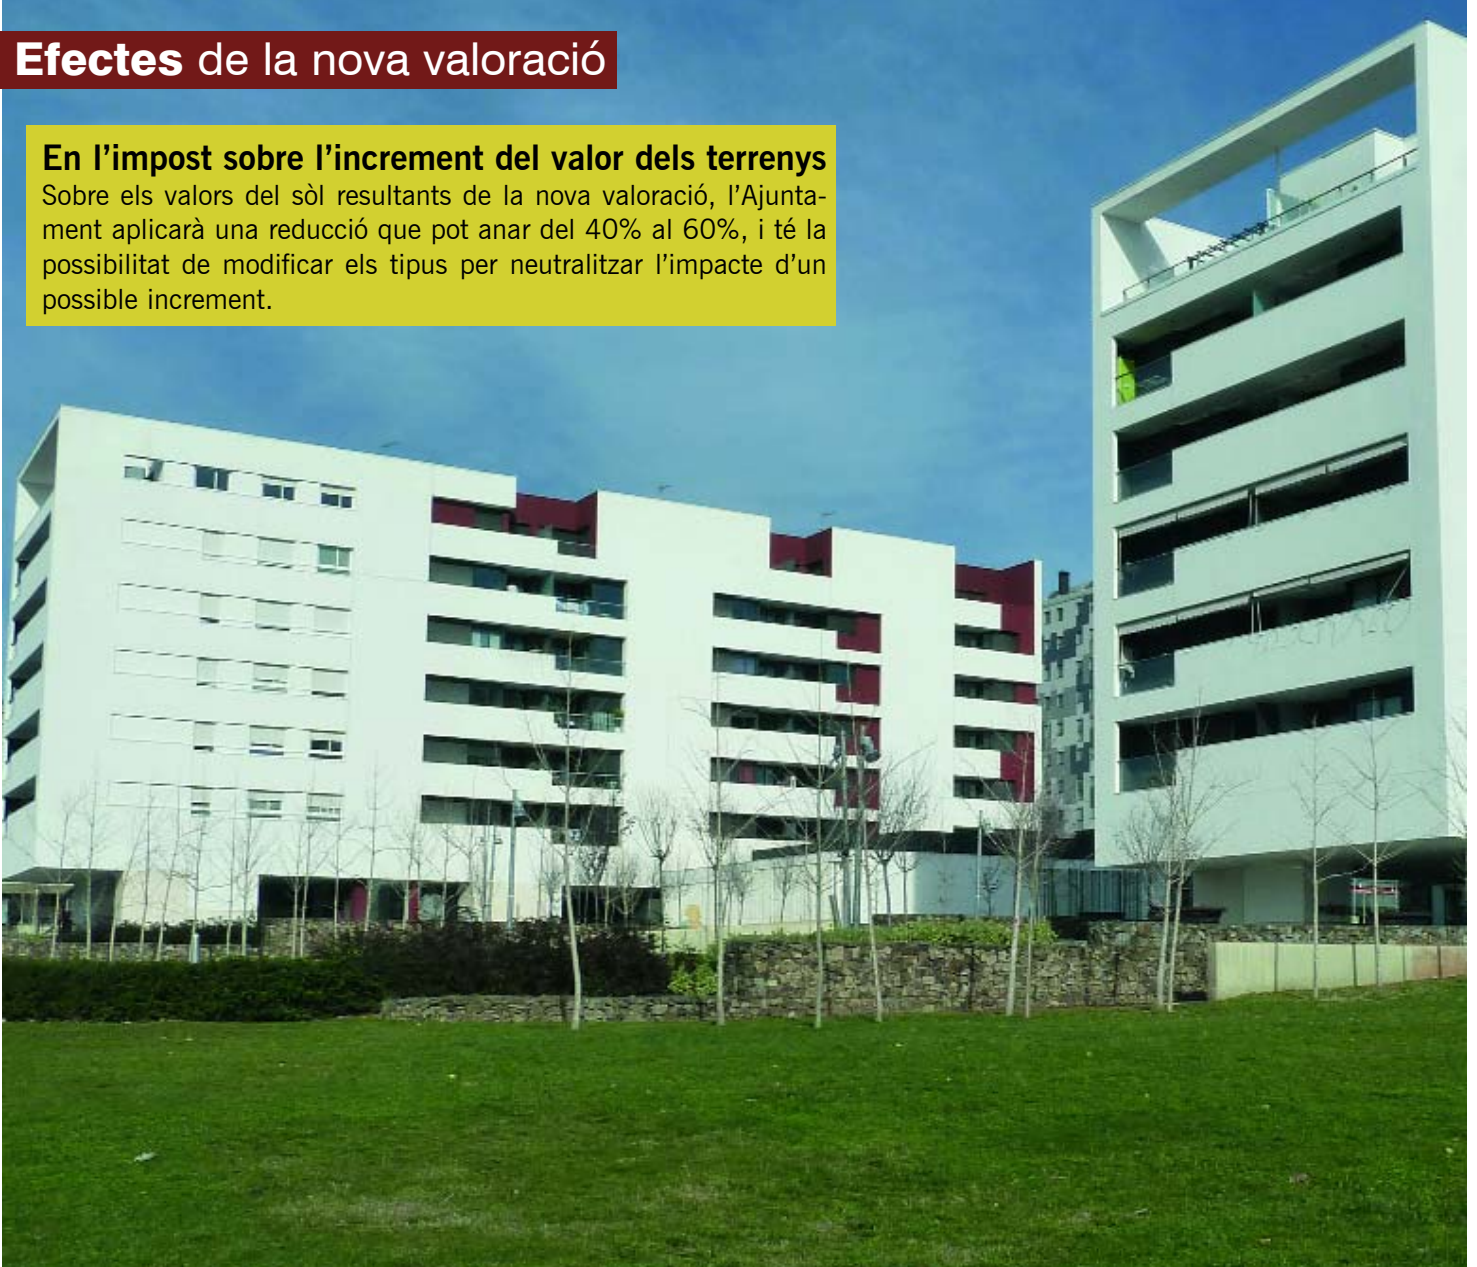 Efectes de la nova valoració
En l'impost sobre l'increment del valor dels terrenys
Sobre els valors del sòl resultants de la nova valoració, l'Ajunta-
ment aplicarà una reducció que pot anar del 40% al 60%, i té la
possibilitat de modificar els tipus per neutralitzar l'impacte d'un
possible increment.